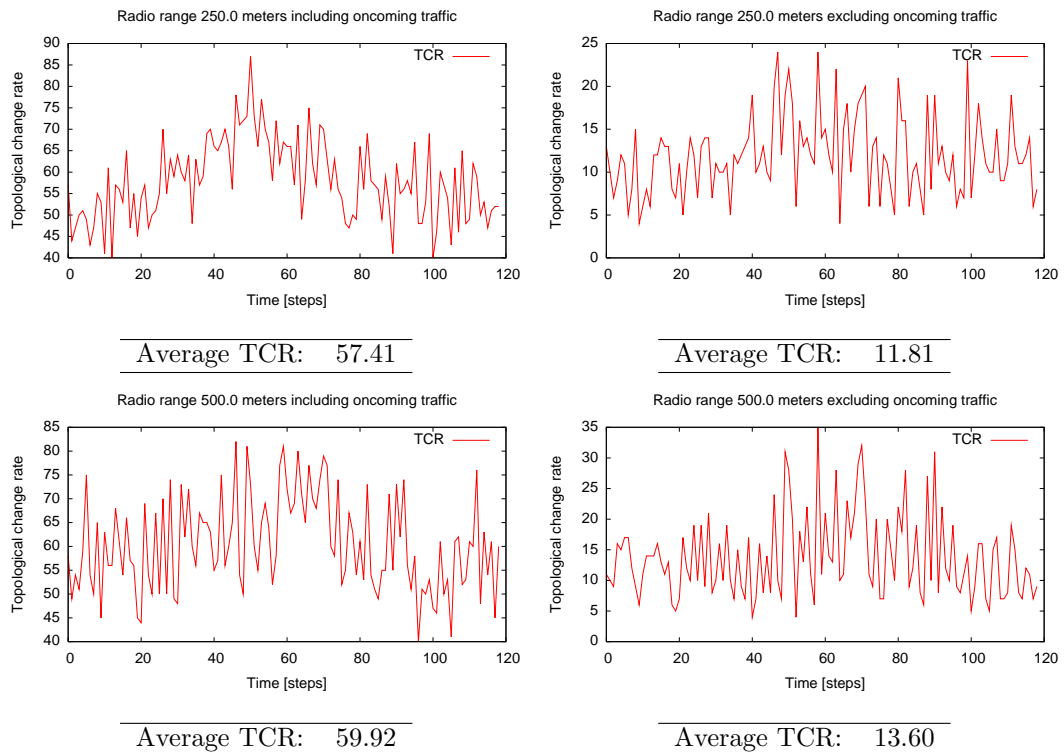 Radio range 250.0 meters including oncoming traffic
TCR
Topological change rate
90
85
80
75
70
65
60
55
50
45
40
0 20 40 60 80 100 120
Time [steps]
Average TCR: 57.41
Radio range 250.0 meters excluding oncoming traffic
TCR
Topological change rate
25
20
15
10
5
0
0 20 40 60 80 100 120
Time [steps]
Average TCR: 11.81
Radio range 500.0 meters including oncoming traffic
TCR
Topological change rate
85
80
75
70
65
60
55
50
45
40
0 20 40 60 80 100 120
Time [steps]
Average TCR: 59.92
Radio range 500.0 meters excluding oncoming traffic
TCR
Topological change rate
35
30
25
20
15
10
5
0
0 20 40 60 80 100 120
Time [steps]
Average TCR: 13.60